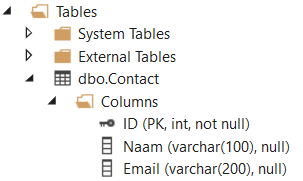 Tables
System Tables
External Tables
dbo.Contact
Columns
ID (PK, int, not null)
Naam (varchar(100), null)
Email (varchar(200), null)